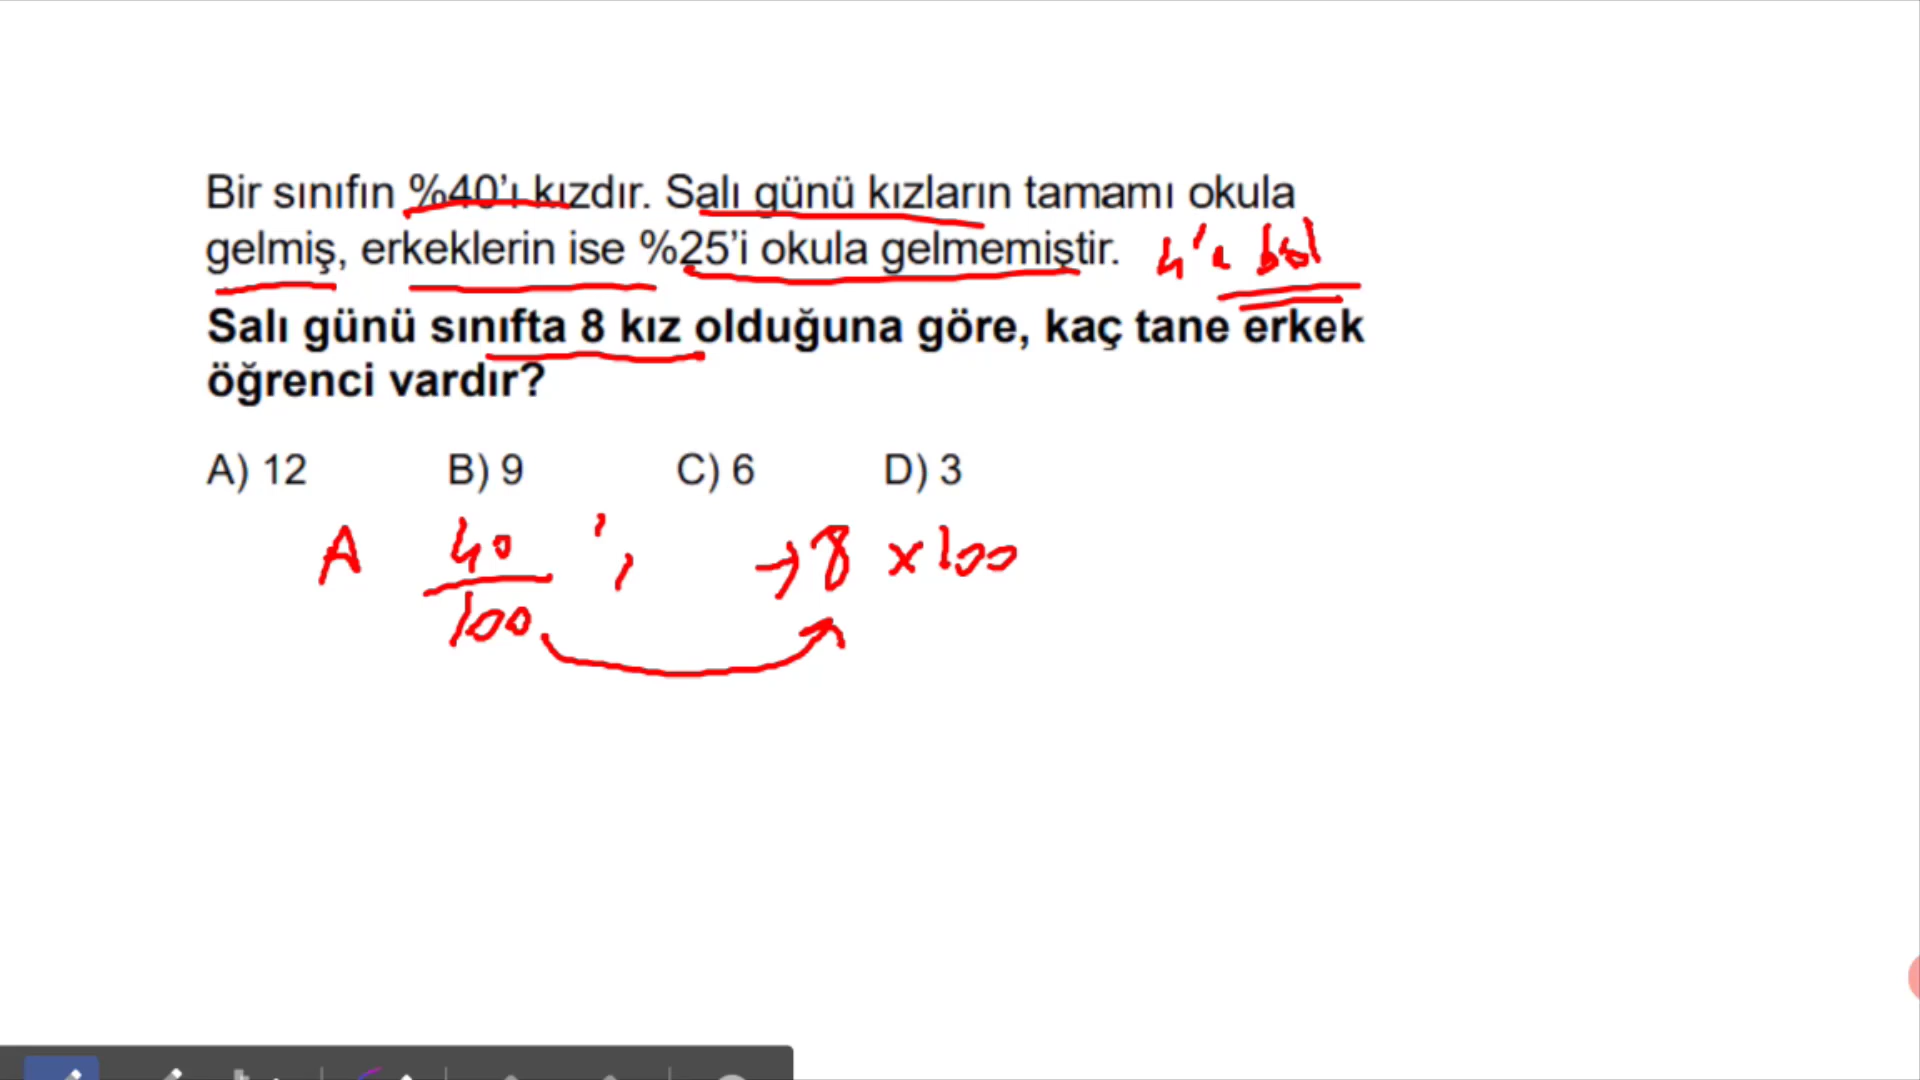 Bir sınıfın %40'ı kızdır. Salı günü kızların tamamı okula
gelmiş, erkeklerin ise %25'i okula gelmemiştir. 4'e böl
Salı günü sınıfta 8 kız olduğuna göre, kaç tane erkek
öğrenci vardır?
A) 12 B) 9 C) 6 D) 3
A 40 → 8 x 100
100